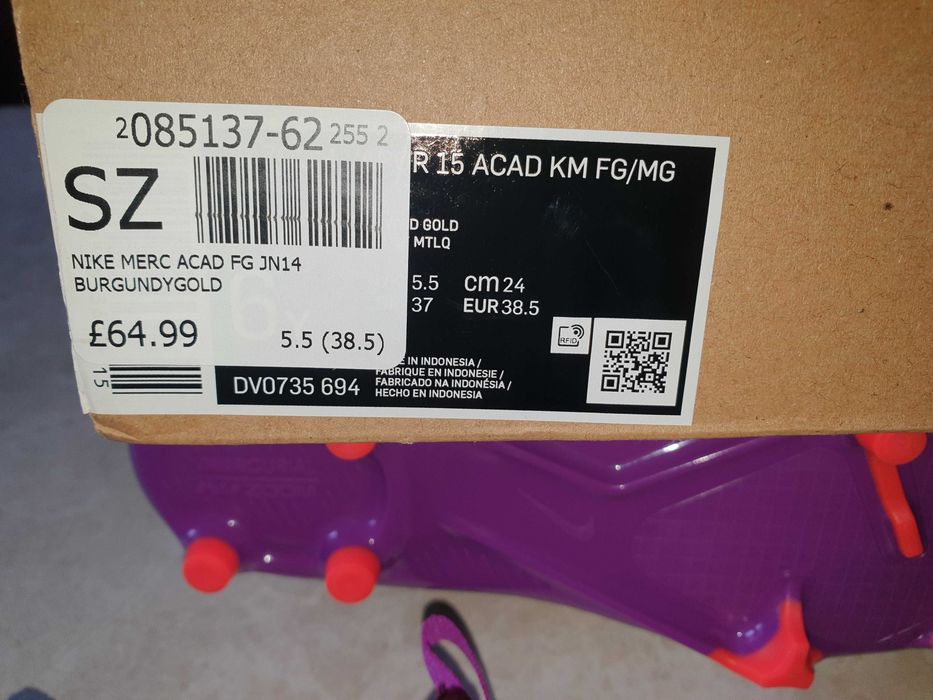 2085137-62 255 2
SZ
NIKE MERC ACAD FG JN14
BURGUNDYGOLD
£64.99 5.5 (38.5)
R 15 ACAD KM FG/MG
D GOLD
MTLQ
5.5 cm 24
37 EUR 38.5
RFID
15
DV0735 694
E IN INDONESIA /
FABRIQUE EN INDONESIE /
FABRICADO NA INDONÉSIA /
HECHO EN INDONESIA